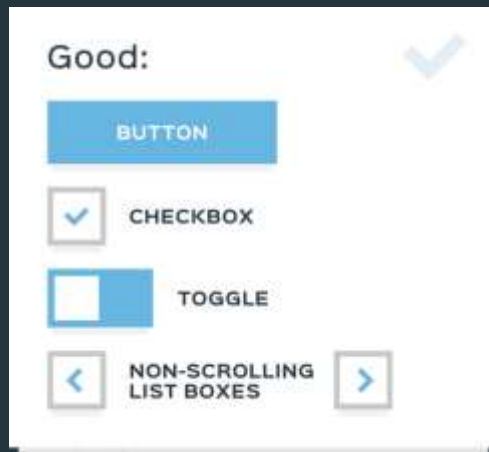 Good:
BUTTON
CHECKBOX
TOGGLE
NON-SCROLLING
LIST BOXES